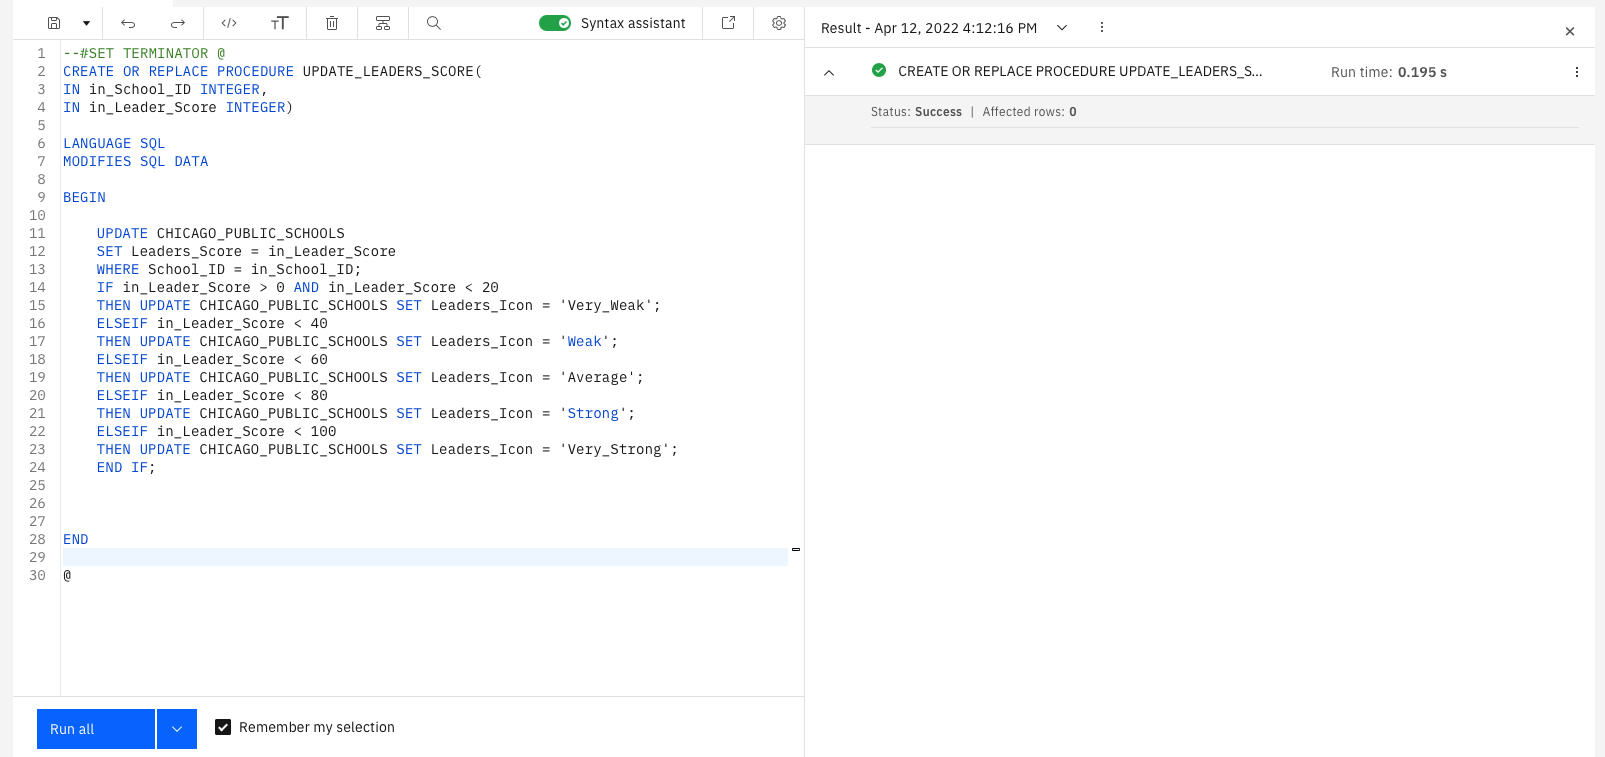 </>
TT
Syntax assistant
1 --#SET TERMINATOR @
2 CREATE OR REPLACE PROCEDURE UPDATE_LEADERS_SCORE(
3 IN in_School_ID INTEGER,
4 IN in_Leader_Score INTEGER)
5
6 LANGUAGE SQL
7 MODIFIES SQL DATA
8
9 BEGIN
10
11 UPDATE CHICAGO_PUBLIC_SCHOOLS
12 SET Leaders_Score = in_Leader_Score
13 WHERE School_ID = in_School_ID;
14 IF in_Leader_Score > 0 AND in_Leader_Score < 20
15 THEN UPDATE CHICAGO_PUBLIC_SCHOOLS SET Leaders_Icon = 'Very_Weak';
16 ELSEIF in_Leader_Score < 40
17 THEN UPDATE CHICAGO_PUBLIC_SCHOOLS SET Leaders_Icon = 'Weak';
18 ELSEIF in_Leader_Score < 60
19 THEN UPDATE CHICAGO_PUBLIC_SCHOOLS SET Leaders_Icon = 'Average';
20 ELSEIF in_Leader_Score < 80
21 THEN UPDATE CHICAGO_PUBLIC_SCHOOLS SET Leaders_Icon = 'Strong';
22 ELSEIF in_Leader_Score < 100
23 THEN UPDATE CHICAGO_PUBLIC_SCHOOLS SET Leaders_Icon = 'Very_Strong';
24 END IF;
25
26
27
28 END
29
30 @
Run all
Remember my selection
Result - Apr 12, 2022 4:12:16 PM
CREATE OR REPLACE PROCEDURE UPDATE_LEADERS_S... Run time: 0.195 s
Status: Success | Affected rows: 0